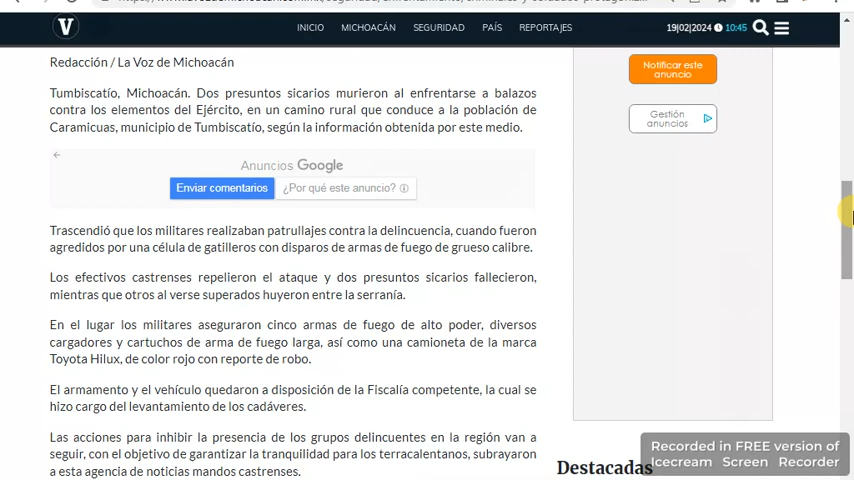 V
INICIO
MICHOACÁN
SEGURIDAD
PAÍS
REPORTAJES
19|02|2024 10:45
Redacción / La Voz de Michoacán
Tumbiscatío, Michoacán. Dos presuntos sicarios murieron al enfrentarse a balazos
contra los elementos del Ejército, en un camino rural que conduce a la población de
Caramicuas, municipio de Tumbiscatío, según la información obtenida por este medio.
Anuncios Google
Enviar comentarios
¿Por qué este anuncio?
Trascendió que los militares realizaban patrullajes contra la delincuencia, cuando fueron
agredidos por una célula de gatilleros con disparos de armas de fuego de grueso calibre.
Los efectivos castrenses repelieron el ataque y dos presuntos sicarios fallecieron,
mientras que otros al verse superados huyeron entre la serranía.
En el lugar los militares aseguraron cinco armas de fuego de alto poder, diversos
cargadores y cartuchos de arma de fuego larga, así como una camioneta de la marca
Toyota Hilux, de color rojo con reporte de robo.
El armamento y el vehículo quedaron a disposición de la Fiscalía competente, la cual se
hizo cargo del levantamiento de los cadáveres.
Las acciones para inhibir la presencia de los grupos delincuentes en la región van a
seguir, con el objetivo de garantizar la tranquilidad para los terracalentanos, subrayaron
a esta agencia de noticias mandos castrenses.
Notificar este
anuncio
Gestión
anuncios
Destacadas
Recorded in FREE version of
Icecream Screen Recorder